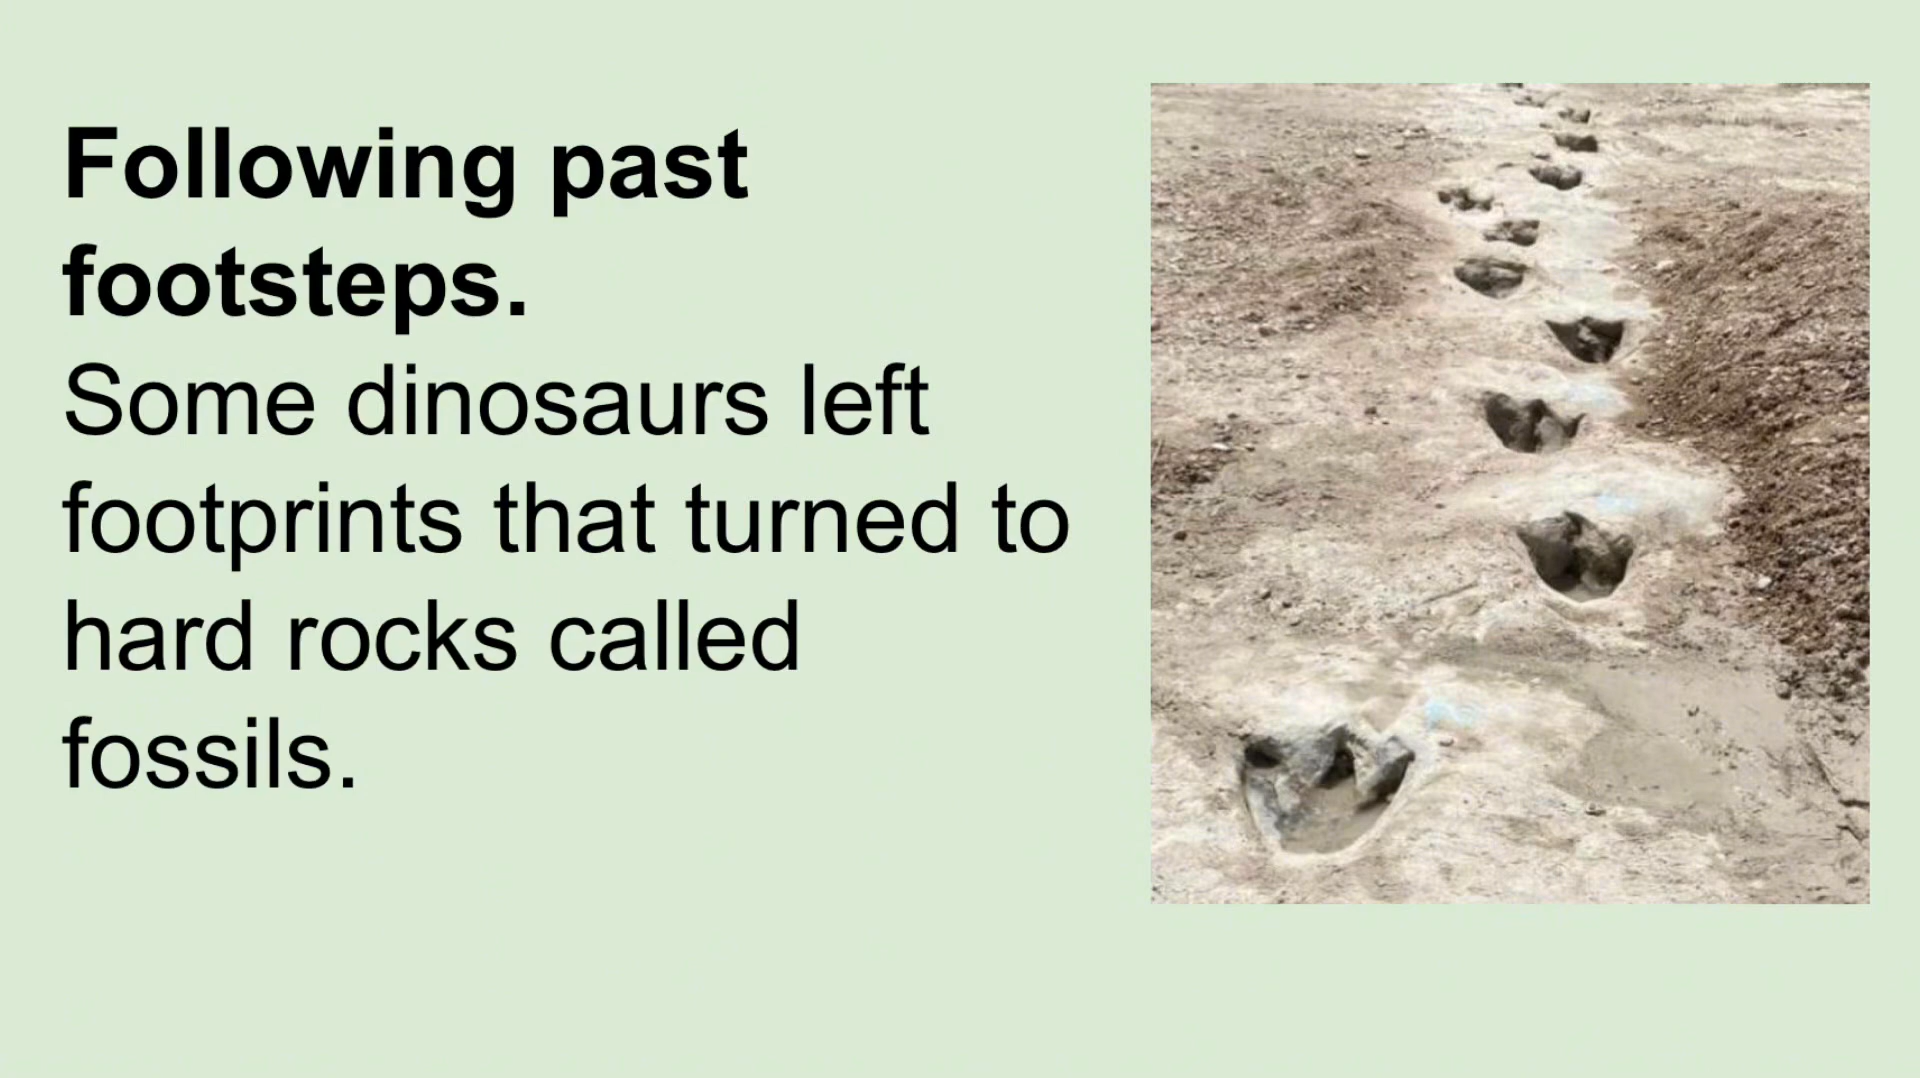 Following past
footsteps.
Some dinosaurs left
footprints that turned to
hard rocks called
fossils.